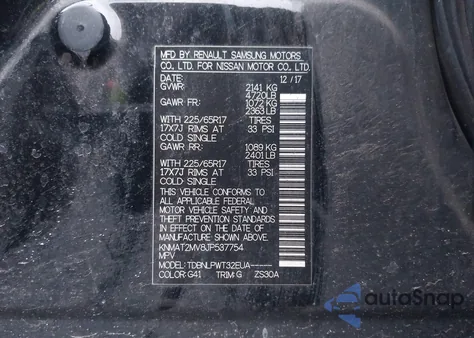 MFD BY RENAULT SAMSUNG MOTORS
CO., LTD. FOR NISSAN MOTOR CO., LTD.
DATE: 12/17
GVWR: 2141 KG
4720LB
GAWR FR: 1072 KG
2363LB
WITH 225/65R17 TIRES
17X7J RIMS AT 33 PSI
COLD SINGLE
GAWR RR: 1089 KG
2401LB
WITH 225/65R17 TIRES
17X7J RIMS AT 33 PSI
COLD SINGLE
THIS VEHICLE CONFORMS TO
ALL APPLICABLE FEDERAL
MOTOR VEHICLE SAFETY STANDARDS
IN EFFECT ON THE DATE OF
MANUFACTURE SHOWN ABOVE.
KNMAT2MV8JP537754
MPV
MODEL: TDBNLPWT32EUA------
COLOR: G41 TRIM: G ZS30A
autoSnap